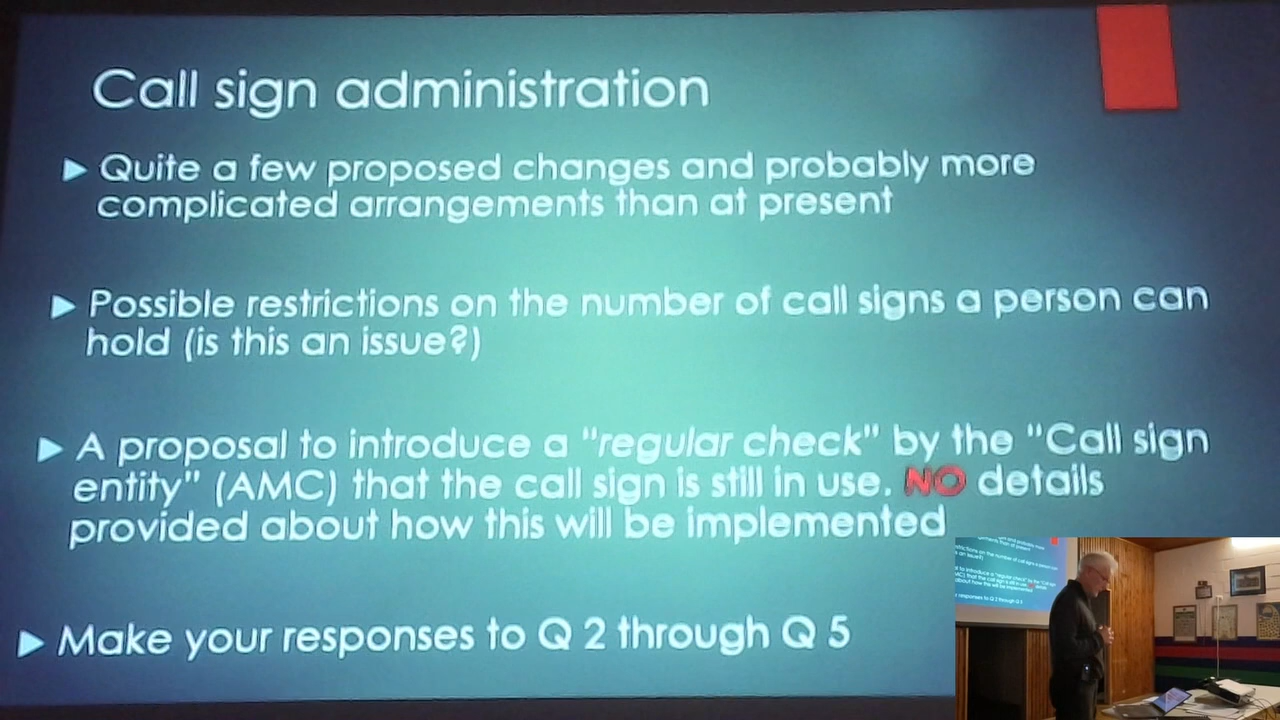 Call sign administration
Quite a few proposed changes and probably more
complicated arrangements than at present
Possible restrictions on the number of call signs a person can
hold (is this an issue?)
A proposal to introduce a "regular check" by the "Call sign
entity" (AMC) that the call sign is still in use. NO details
provided about how this will be implemented
Make your responses to Q 2 through Q 5